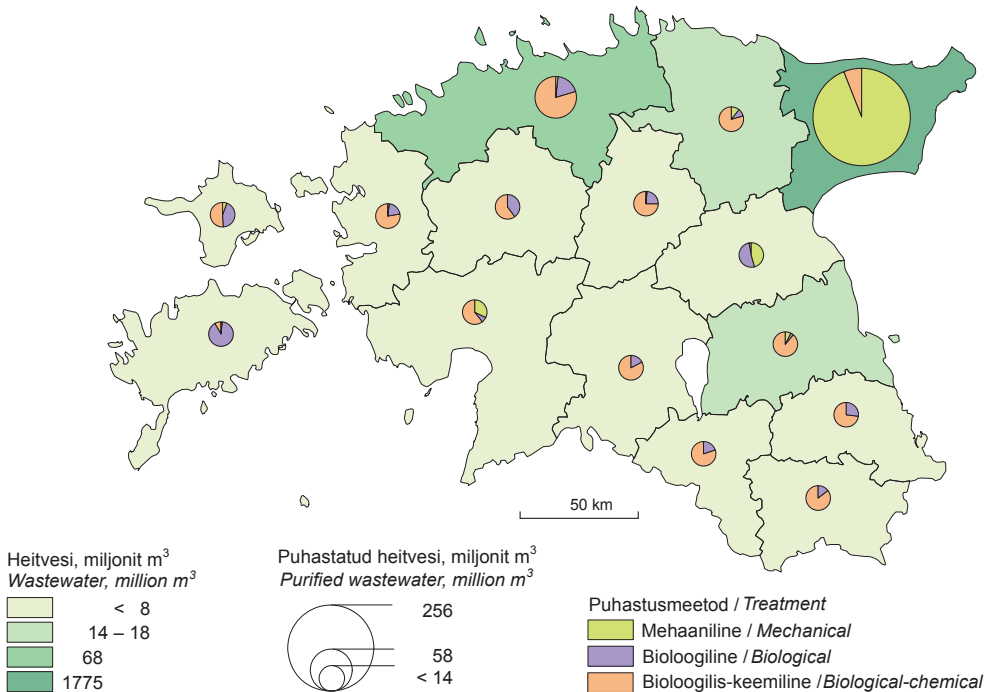 50 km
Heitvesi, miljonit m³
Wastewater, million m³
< 8
14 – 18
68
1775
Puhastatud heitvesi, miljonit m³
Purified wastewater, million m³
256
58
< 14
Puhastusmeetod / Treatment
Mehaaniline / Mechanical
Bioloogiline / Biological
Bioloogilis-keemiline / Biological-chemical